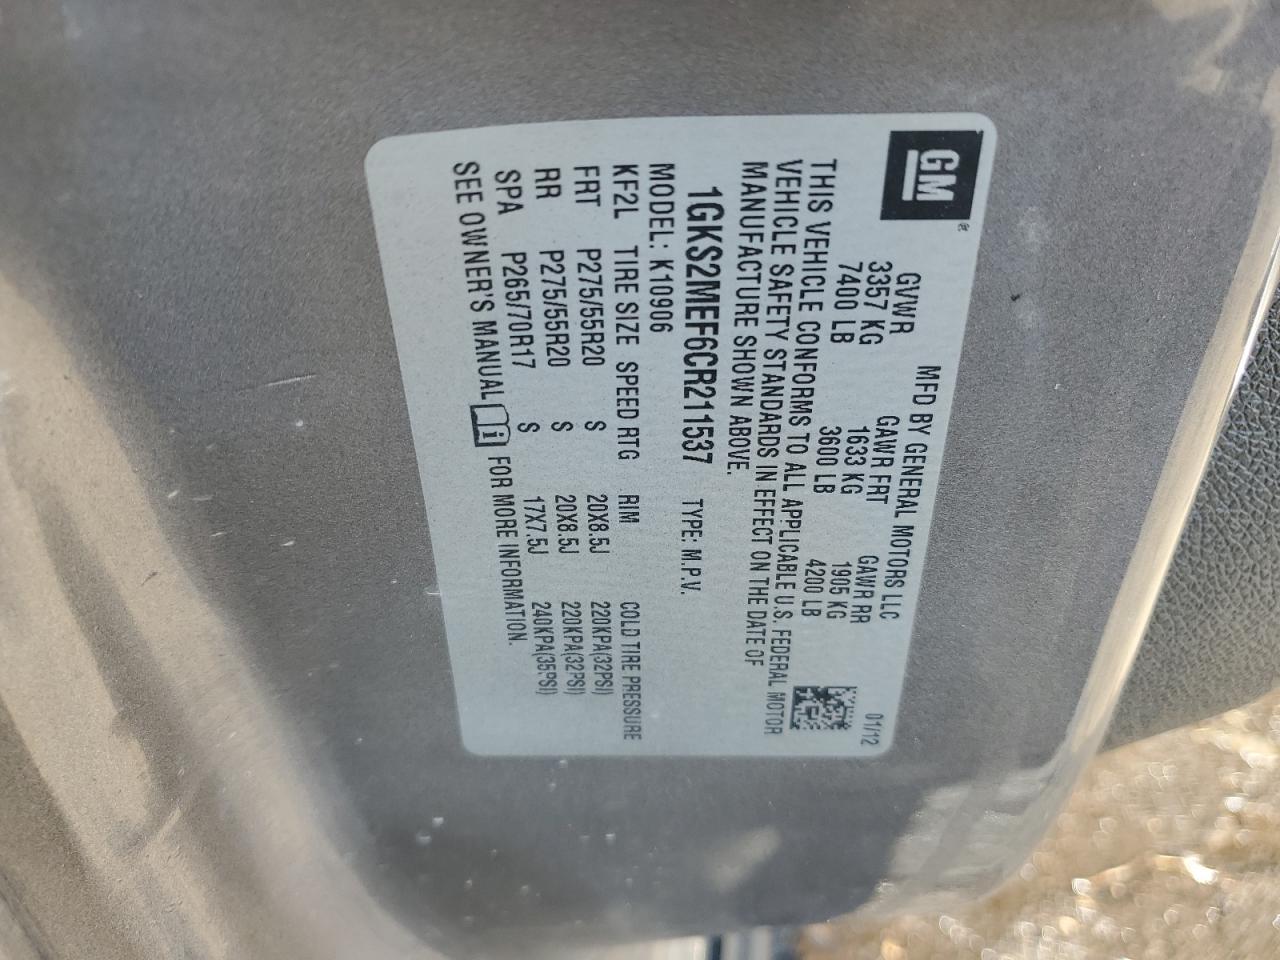 GM®
MFD BY GENERAL MOTORS LLC 01/12
GVWR GAWR FRT GAWR RR
3357 KG 1633 KG 1905 KG
7400 LB 3600 LB 4200 LB
THIS VEHICLE CONFORMS TO ALL APPLICABLE U.S. FEDERAL MOTOR
VEHICLE SAFETY STANDARDS IN EFFECT ON THE DATE OF
MANUFACTURE SHOWN ABOVE.
1GKS2MEF6CR211537 TYPE: M.P.V.
MODEL: K10906
KF2L TIRE SIZE SPEED RTG RIM COLD TIRE PRESSURE
FRT P275/55R20 S 20X8.5J 220KPA(32PSI)
RR P275/55R20 S 20X8.5J 220KPA(32PSI)
SPA P265/70R17 S 17X7.5J 240KPA(35PSI)
SEE OWNER'S MANUAL i FOR MORE INFORMATION.